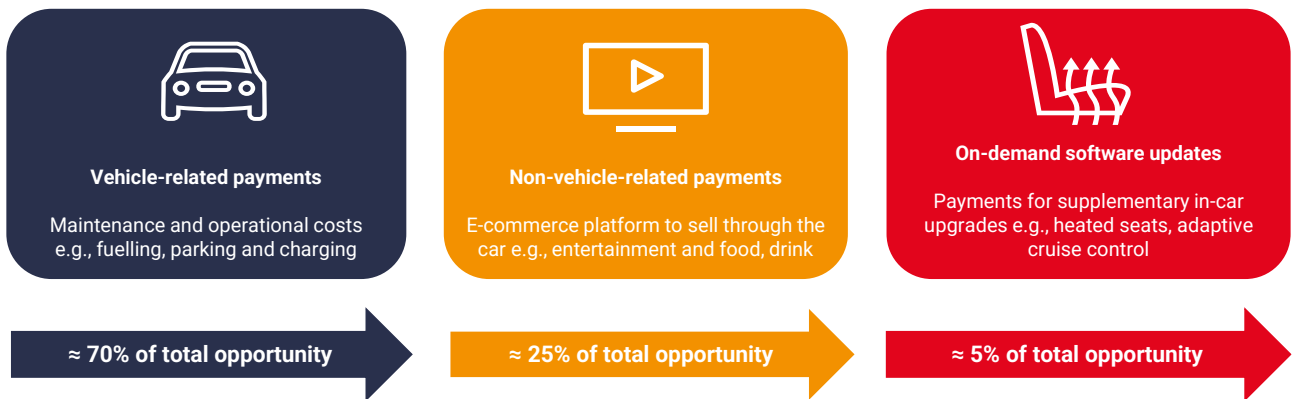 Vehicle-related payments
Maintenance and operational costs
e.g., fuelling, parking and charging
≈ 70% of total opportunity
Non-vehicle-related payments
E-commerce platform to sell through the
car e.g., entertainment and food, drink
≈ 25% of total opportunity
On-demand software updates
Payments for supplementary in-car
upgrades e.g., heated seats, adaptive
cruise control
≈ 5% of total opportunity